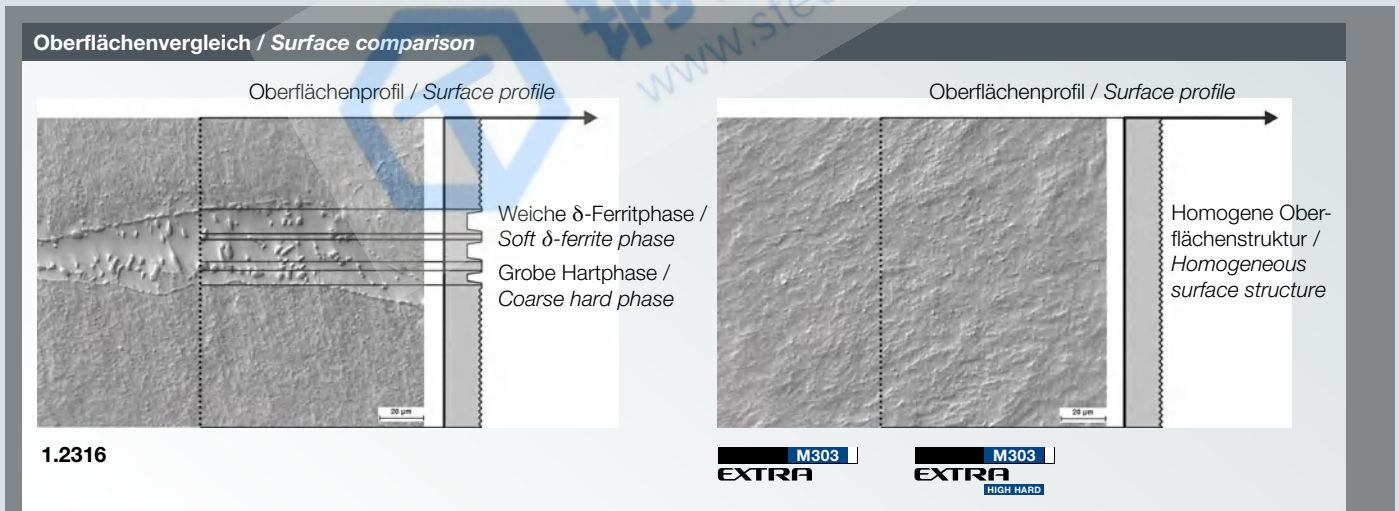 Oberflächenvergleich / Surface comparison
Oberflächenprofil / Surface profile
Weiche δ-Ferritphase /
Soft δ-ferrite phase
Grobe Hartphase /
Coarse hard phase
20 µm
1.2316
Oberflächenprofil / Surface profile
Homogene Ober-
flächenstruktur /
Homogeneous
surface structure
20 µm
M303
EXTRA
M303
EXTRA
HIGH HARD